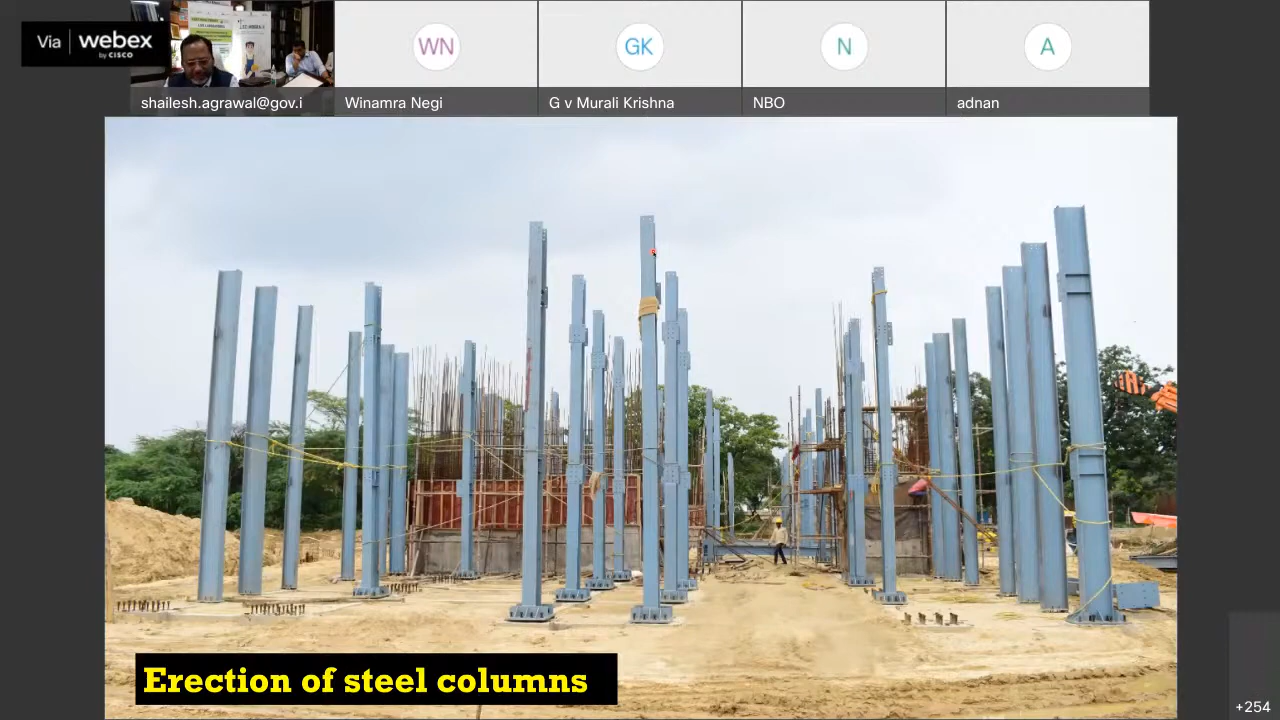 Via webex
by CISCO
WN
GK
N
A
shailesh.agrawal@gov.i
Winamra Negi
G v Murali Krishna
NBO
adnan
Erection of steel columns
+254